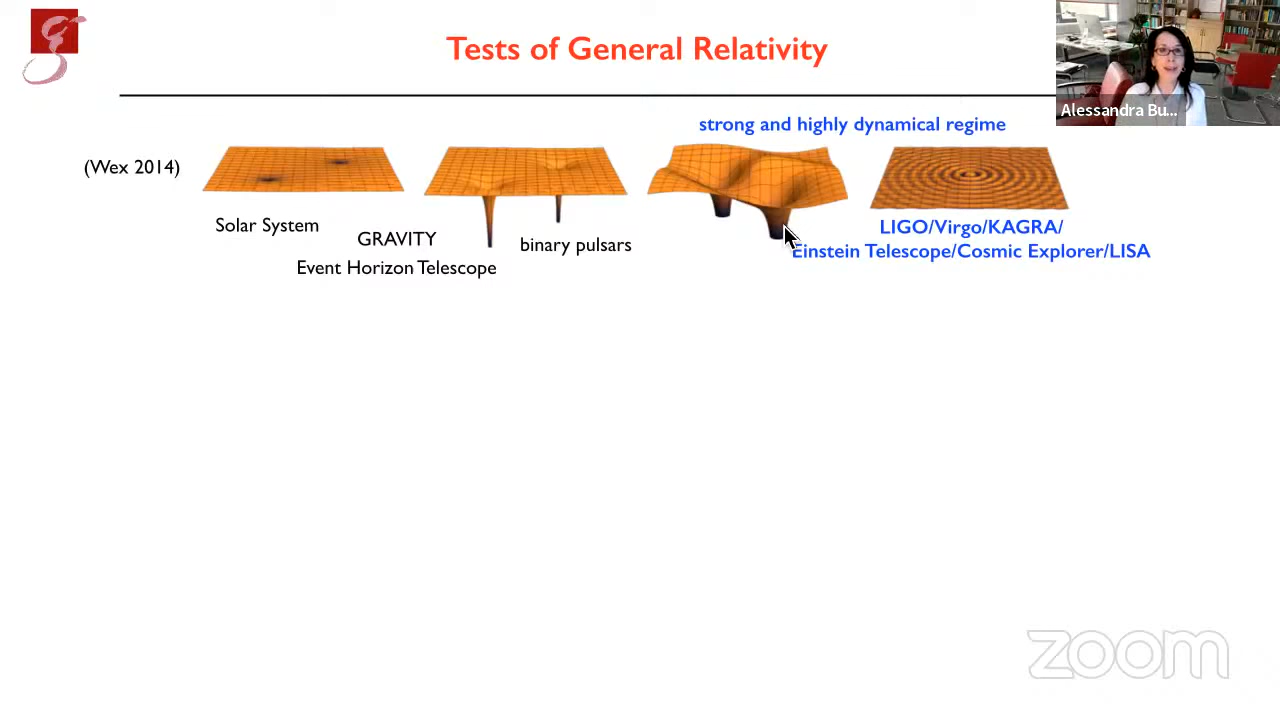 Tests of General Relativity
Alessandra Bu...
strong and highly dynamical regime
(Wex 2014)
Solar System
GRAVITY
Event Horizon Telescope
binary pulsars
LIGO/Virgo/KAGRA/
Einstein Telescope/Cosmic Explorer/LISA
zoom